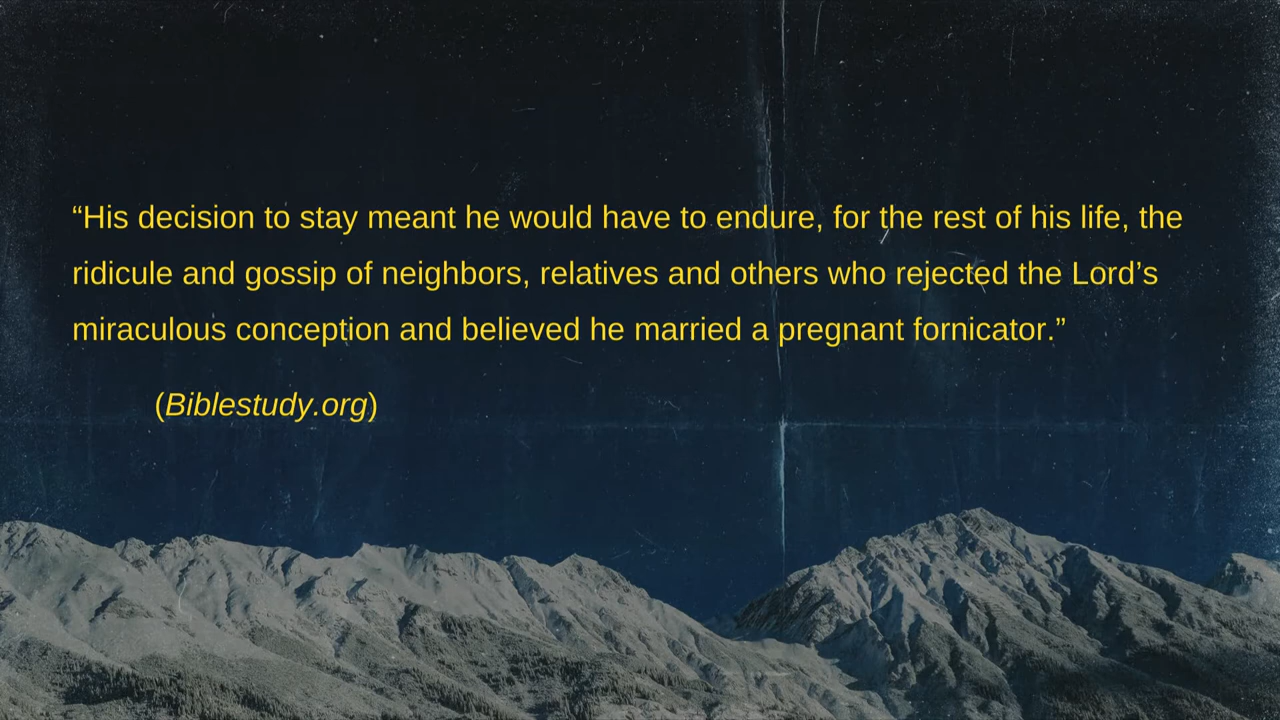 “His decision to stay meant he would have to endure, for the rest of his life, the
ridicule and gossip of neighbors, relatives and others who rejected the Lord’s
miraculous conception and believed he married a pregnant fornicator.”
(Biblestudy.org)